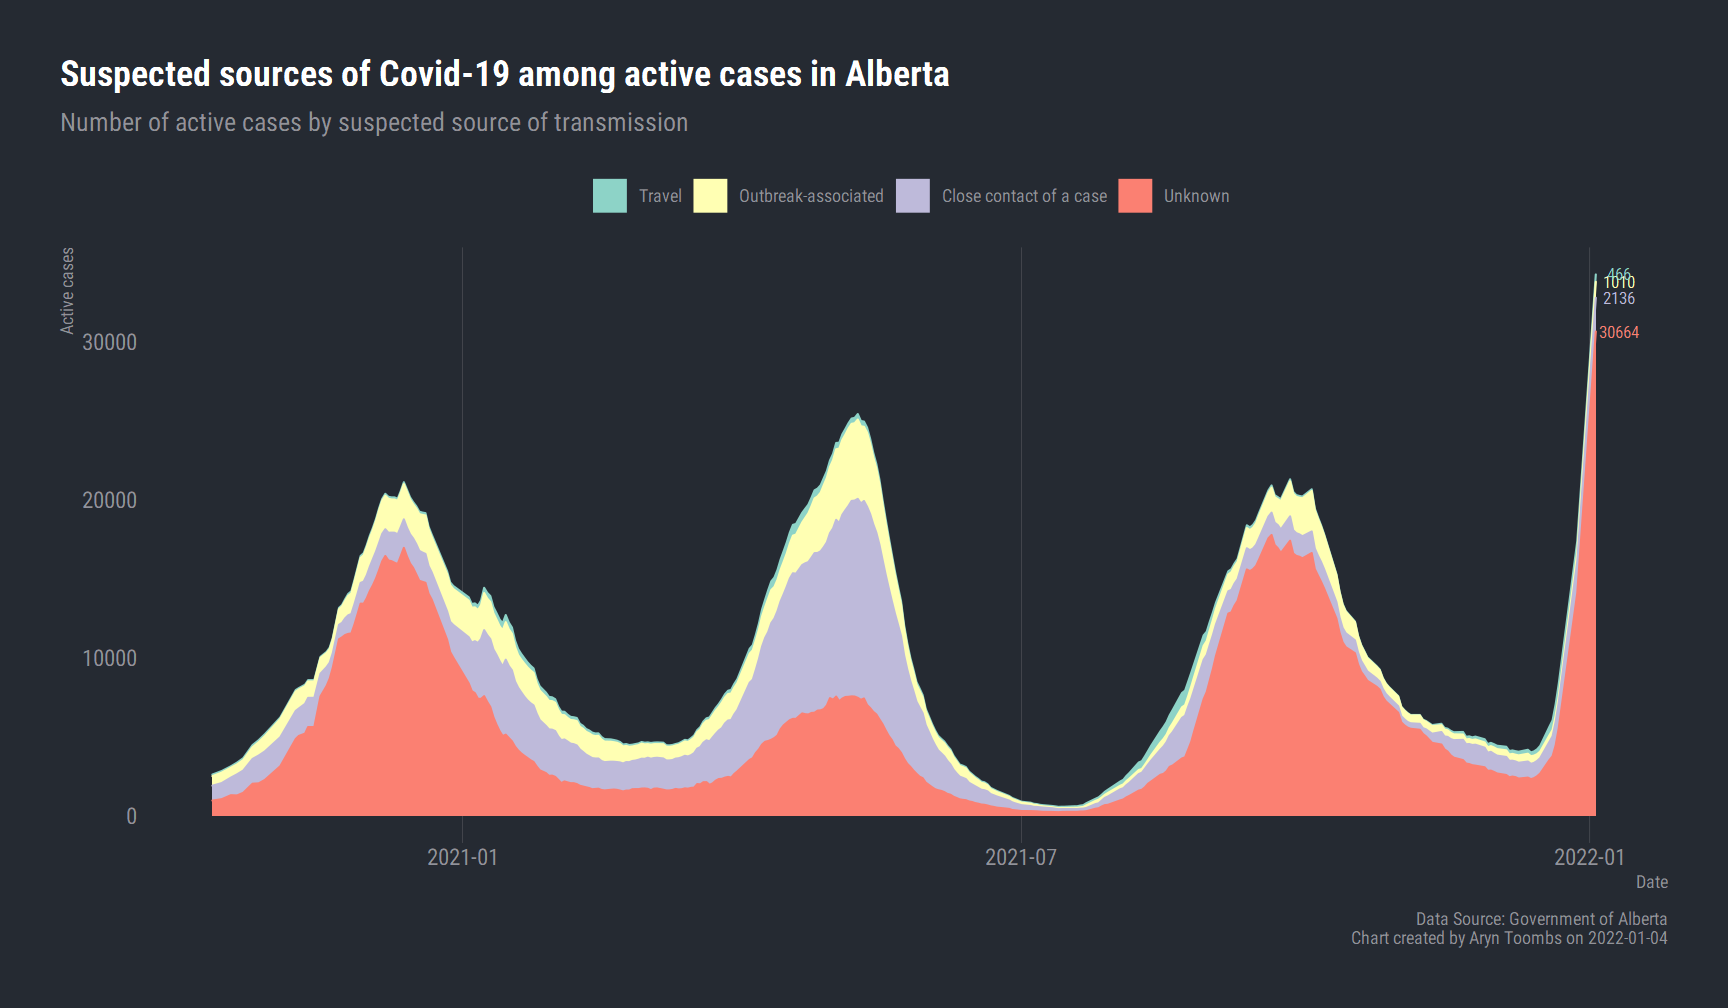 Suspected sources of Covid-19 among active cases in Alberta
Number of active cases by suspected source of transmission
Travel Outbreak-associated Close contact of a case Unknown
Active cases
466
1010
2136
30664
30000
20000
10000
0
2021-01 2021-07 2022-01
Date
Data Source: Government of Alberta
Chart created by Aryn Toombs on 2022-01-04